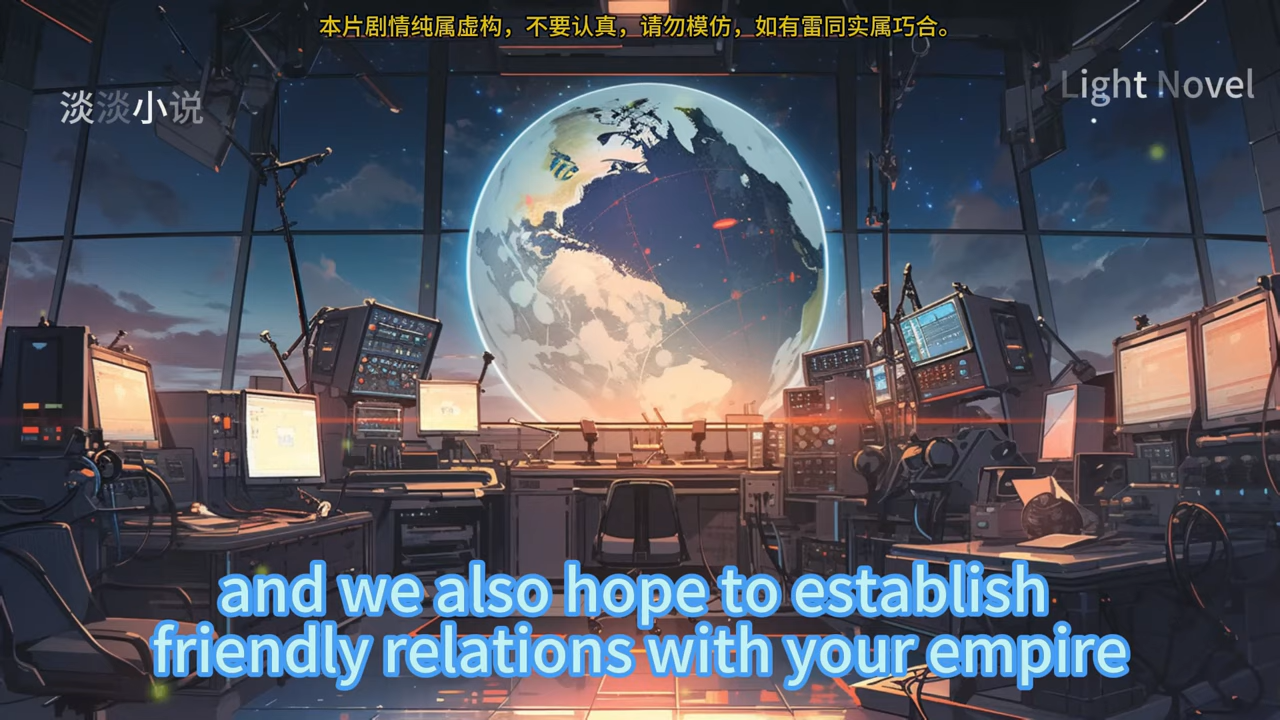 本片剧情纯属虚构，不要认真，请勿模仿，如有雷同实属巧合。
淡淡小说
Light Novel
and we also hope to establish
friendly relations with your empire